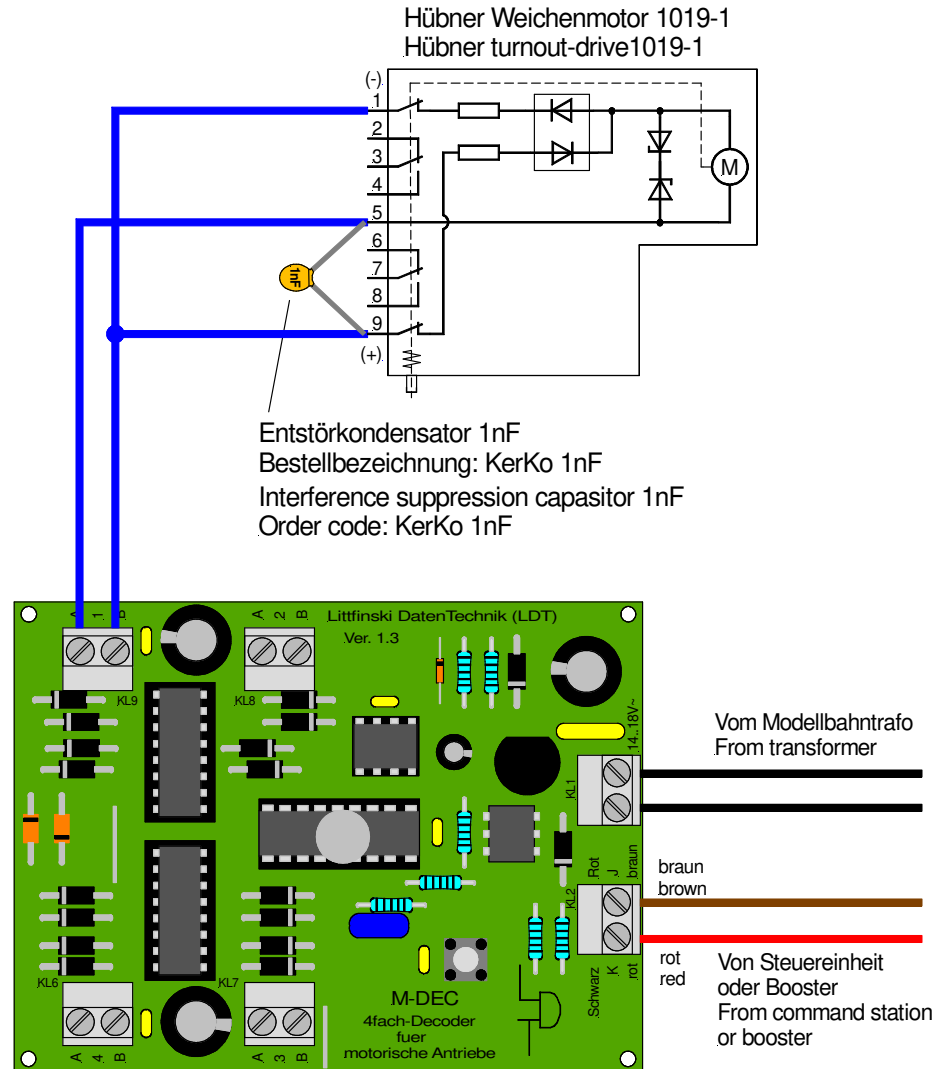 Hübner Weichenmotor 1019-1
Hübner turnout-drive1019-1
(-)
1
2
3
4
5
6
7
8
9
(+)
M
1nF
Entstörkondensator 1nF
Bestellbezeichnung: KerKo 1nF
Interference suppression capasitor 1nF
Order code: KerKo 1nF
A 1 B
KL9
A 2 B
KL8
Littfinski DatenTechnik (LDT)
Ver. 1.3
14..18V~
KL1
Vom Modellbahntrafo
From transformer
Rot J braun
KL2
braun
brown
rot
red
Schwarz K rot
Von Steuereinheit
oder Booster
From command station
or booster
KL6
A 4 B
KL7
A 3 B
M-DEC
4fach-Decoder
fuer
motorische Antriebe